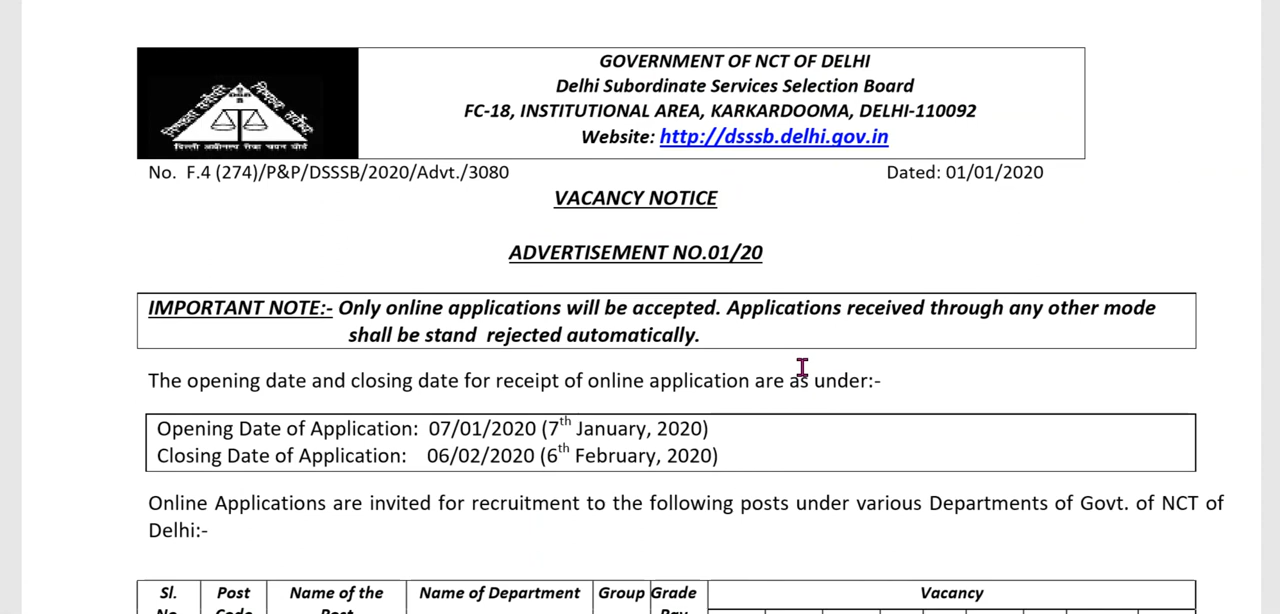 GOVERNMENT OF NCT OF DELHI
Delhi Subordinate Services Selection Board
FC-18, INSTITUTIONAL AREA, KARKARDOOMA, DELHI-110092
Website: http://dsssb.delhi.gov.in
दिल्ली अधीनस्थ सेवा चयन बोर्ड
No. F.4 (274)/P&P/DSSSB/2020/Advt./3080 Dated: 01/01/2020
VACANCY NOTICE
ADVERTISEMENT NO.01/20
IMPORTANT NOTE:- Only online applications will be accepted. Applications received through any other mode
shall be stand rejected automatically.
The opening date and closing date for receipt of online application are as under:-
Opening Date of Application: 07/01/2020 (7th January, 2020)
Closing Date of Application: 06/02/2020 (6th February, 2020)
Online Applications are invited for recruitment to the following posts under various Departments of Govt. of NCT of
Delhi:-
Sl. Post Name of the Name of Department Group Grade Vacancy